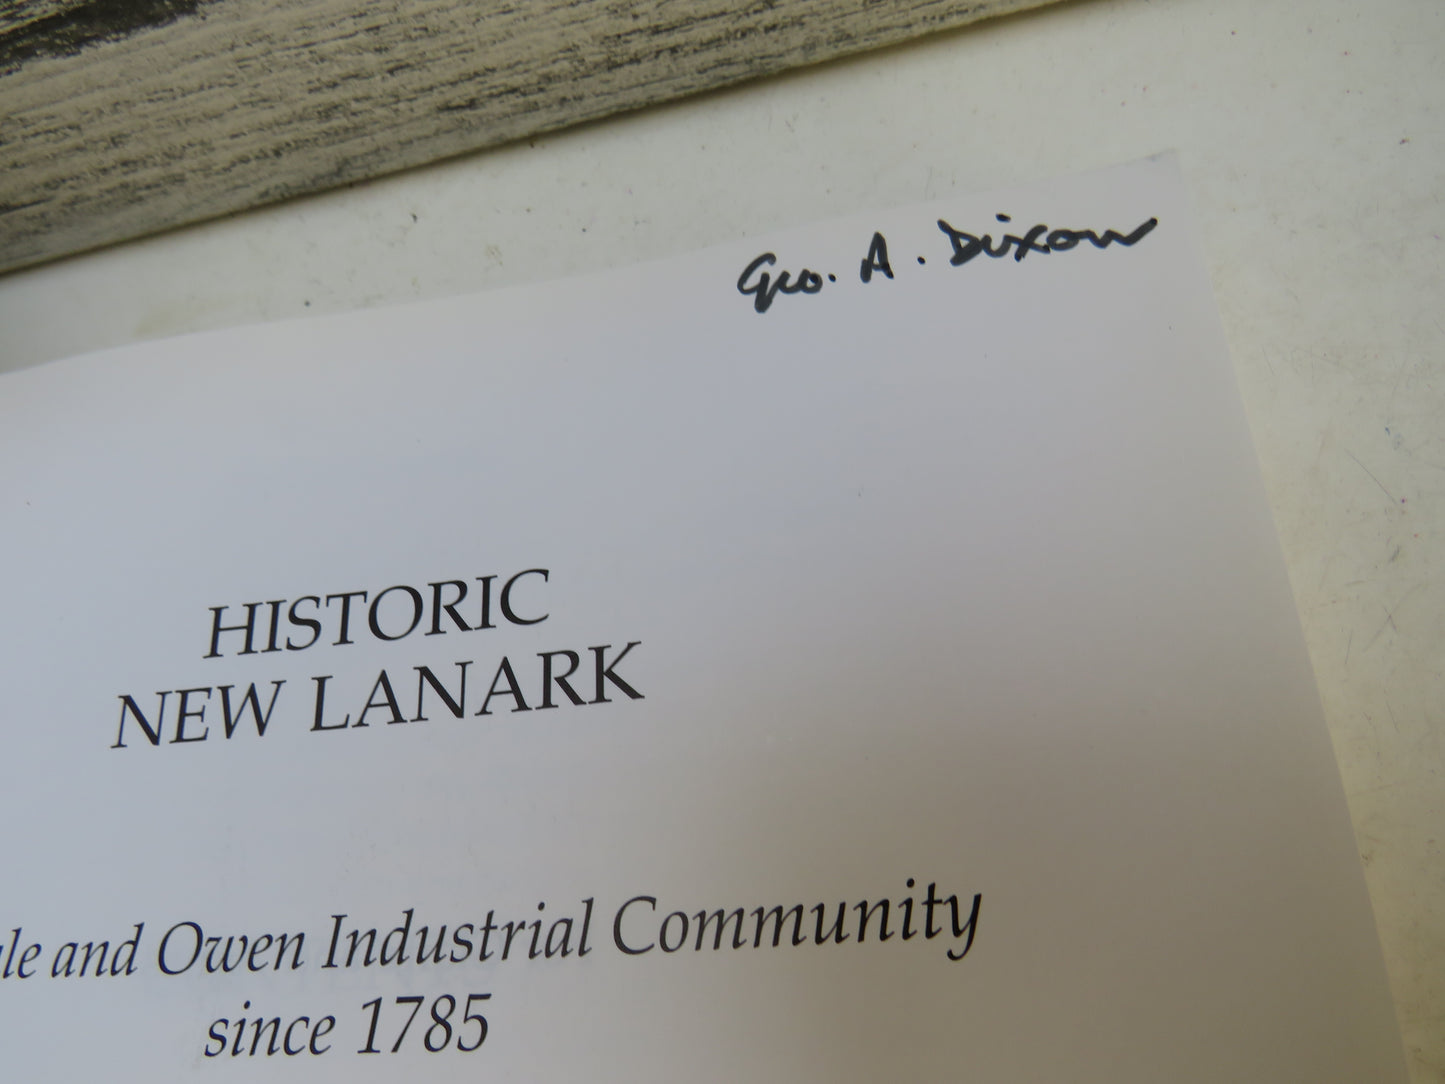 Geo. A. Dixon
HISTORIC
NEW LANARK
le and Owen Industrial Community
since 1785